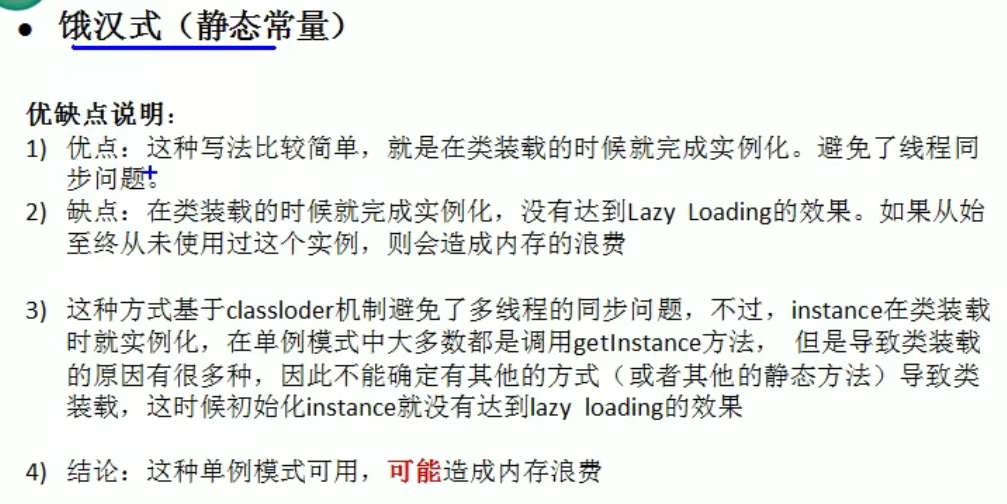 ● 饿汉式（静态常量）
优缺点说明：
1) 优点：这种写法比较简单，就是在类装载的时候就完成实例化。避免了线程同
步问题。
2) 缺点：在类装载的时候就完成实例化，没有达到Lazy Loading的效果。如果从始
至终从未使用过这个实例，则会造成内存的浪费
3) 这种方式基于classloder机制避免了多线程的同步问题，不过，instance在类装载
时就实例化，在单例模式中大多数都是调用getInstance方法， 但是导致类装载
的原因有很多种，因此不能确定有其他的方式（或者其他的静态方法）导致类
装载，这时候初始化instance就没有达到lazy loading的效果
4) 结论：这种单例模式可用，可能造成内存浪费